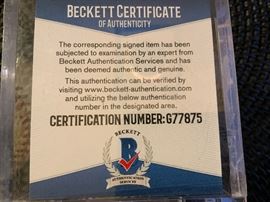 BECKETT CERTIFICATE
OF AUTHENTICITY
The corresponding signed item has been
subjected to examination by an expert from
Beckett Authentication Services and has
been deemed authentic and genuine.
This authentication can be verified by
visiting www.beckett-authentication.com
and utilizing the below authentication
number in the designated area.
CERTIFICATION NUMBER:G77875
BECKETT
B
AUTHENTICATION
SERVICES